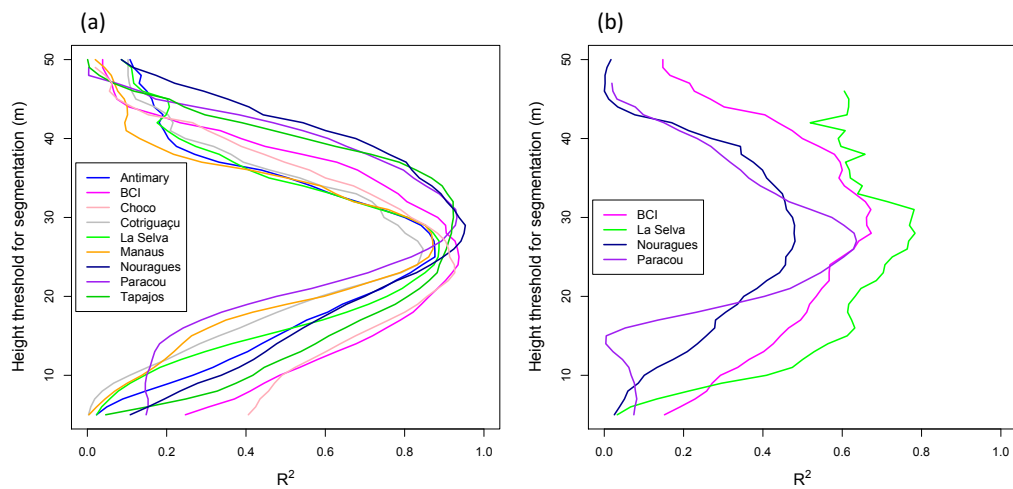 (a)
Height threshold for segmentation (m)
50
40
30
20
10
Antimary
BCI
Choco
Cotriguaçu
La Selva
Manaus
Nouragues
Paracou
Tapajos
0.0 0.2 0.4 0.6 0.8 1.0
R²
(b)
Height threshold for segmentation (m)
50
40
30
20
10
BCI
La Selva
Nouragues
Paracou
0.0 0.2 0.4 0.6 0.8 1.0
R²